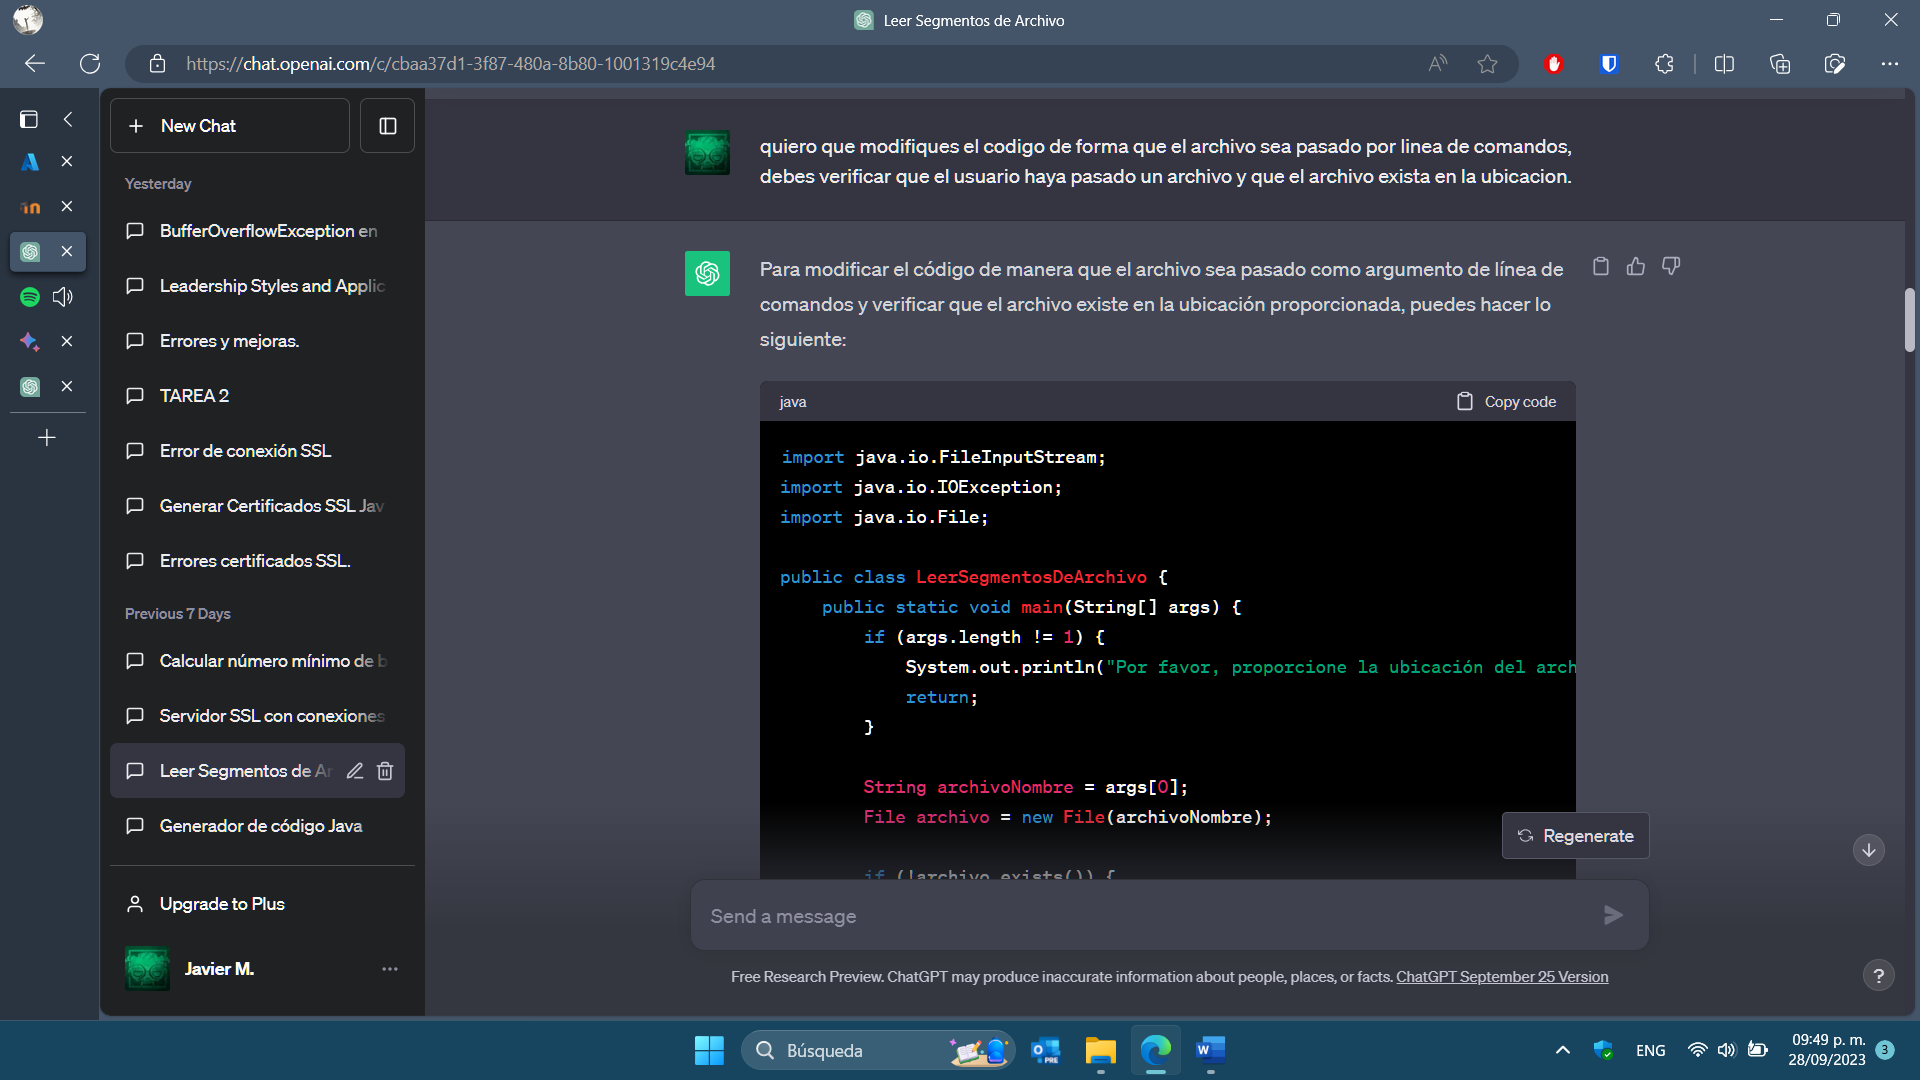 Leer Segmentos de Archivo
https://chat.openai.com/c/cbaa37d1-3f87-480a-8b80-1001319c4e94
New Chat
Yesterday
BufferOverflowException en
Leadership Styles and Applic
Errores y mejoras.
TAREA 2
Error de conexión SSL
Generar Certificados SSL Jav
Errores certificados SSL.
Previous 7 Days
Calcular número mínimo de b
Servidor SSL con conexiones
Leer Segmentos de Ar
Generador de código Java
Upgrade to Plus
Javier M.
quiero que modifiques el codigo de forma que el archivo sea pasado por linea de comandos,
debes verificar que el usuario haya pasado un archivo y que el archivo exista en la ubicacion.
Para modificar el código de manera que el archivo sea pasado como argumento de línea de
comandos y verificar que el archivo existe en la ubicación proporcionada, puedes hacer lo
siguiente:
java
Copy code
import java.io.FileInputStream;
import java.io.IOException;
import java.io.File;
public class LeerSegmentosDeArchivo {
public static void main(String[] args) {
if (args.length != 1) {
System.out.println("Por favor, proporcione la ubicación del arch
return;
}
String archivoNombre = args[0];
File archivo = new File(archivoNombre);
if (!archivo.exists()) {
Regenerate
Send a message
Free Research Preview. ChatGPT may produce inaccurate information about people, places, or facts. ChatGPT September 25 Version
?
Búsqueda
ENG
09:49 p. m.
28/09/2023
3